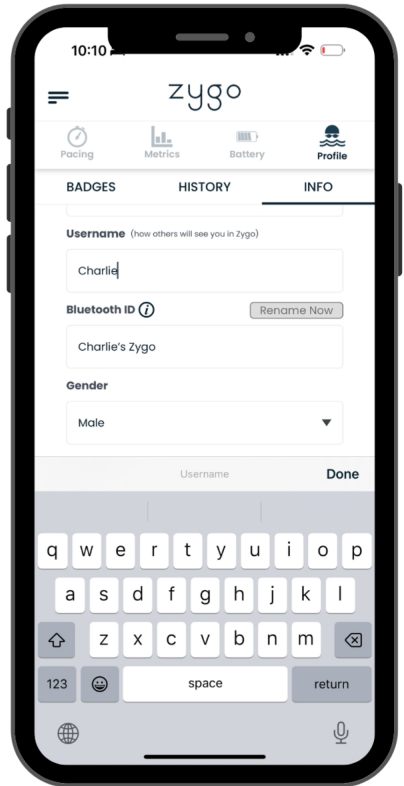 10:10
zygo
Pacing Metrics Battery Profile
BADGES HISTORY INFO
Username (how others will see you in Zygo)
Charlie
Bluetooth ID i Rename Now
Charlie's Zygo
Gender
Male
Username Done
q w e r t y u i o p
a s d f g h j k l
z x c v b n m
123 space return